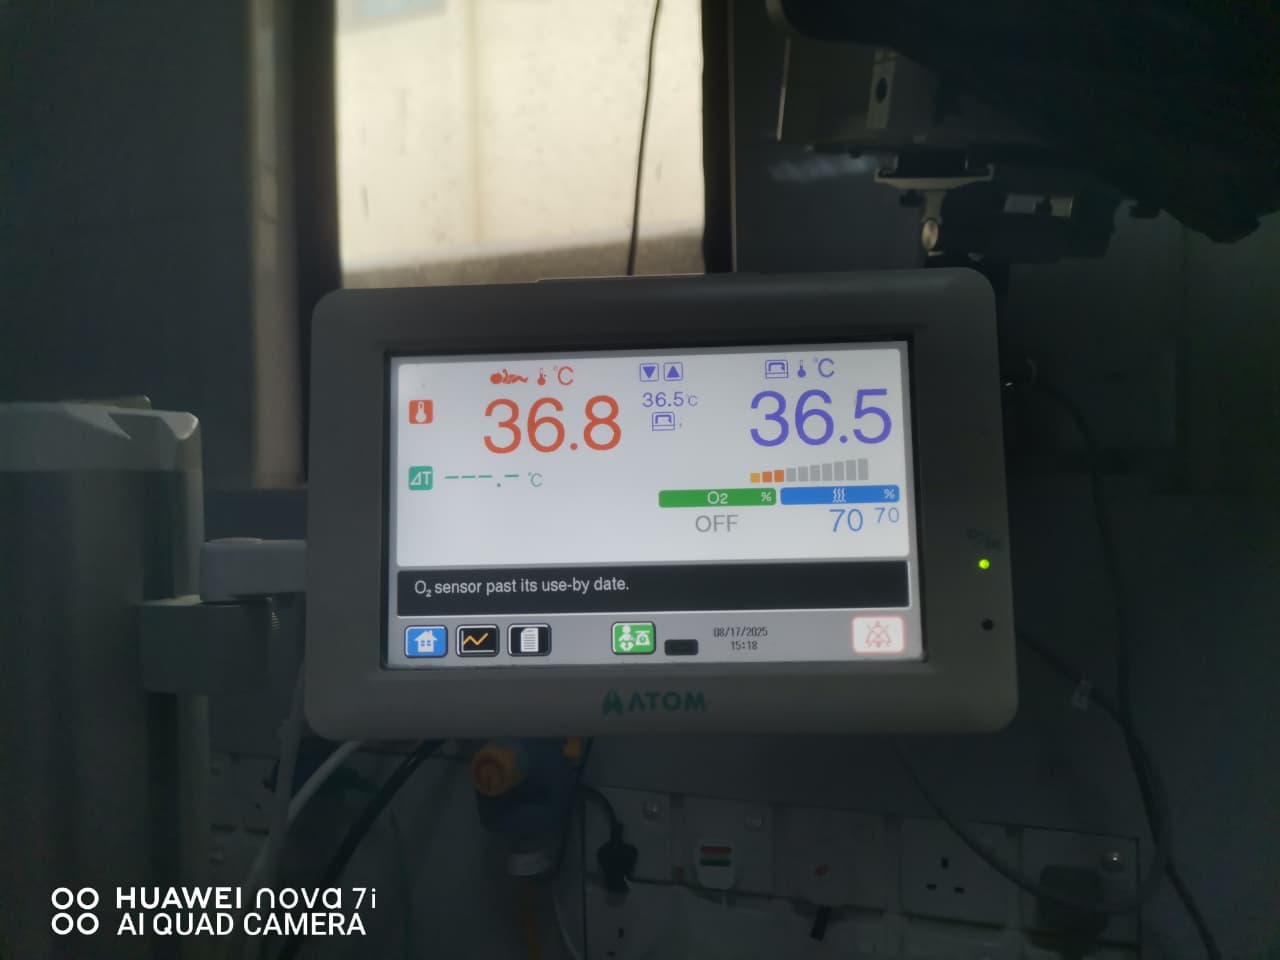 °C
36.8
36.5°C
°C
36.5
ΔT ---.- °C
O₂ %
%
OFF
70 70
O₂ sensor past its use-by date.
08/17/2025
15:18
ATOM
HUAWEI nova 7i
AI QUAD CAMERA